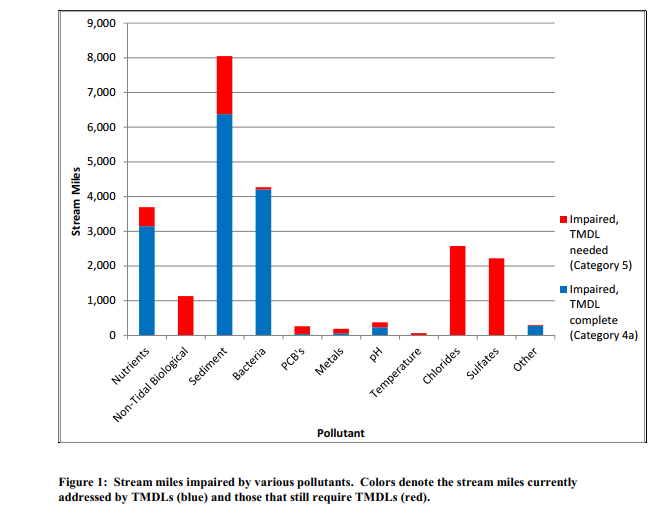 9,000
8,000
7,000
6,000
5,000
4,000
3,000
2,000
1,000
0
Stream Miles
Nutrients
Non-Tidal Biological
Sediment
Bacteria
PCB's
Metals
pH
Temperature
Chlorides
Sulfates
Other
Pollutant
Impaired,
TMDL
needed
(Category 5)
Impaired,
TMDL
complete
(Category 4a)
Figure 1:  Stream miles impaired by various pollutants.  Colors denote the stream miles currently
addressed by TMDLs (blue) and those that still require TMDLs (red).